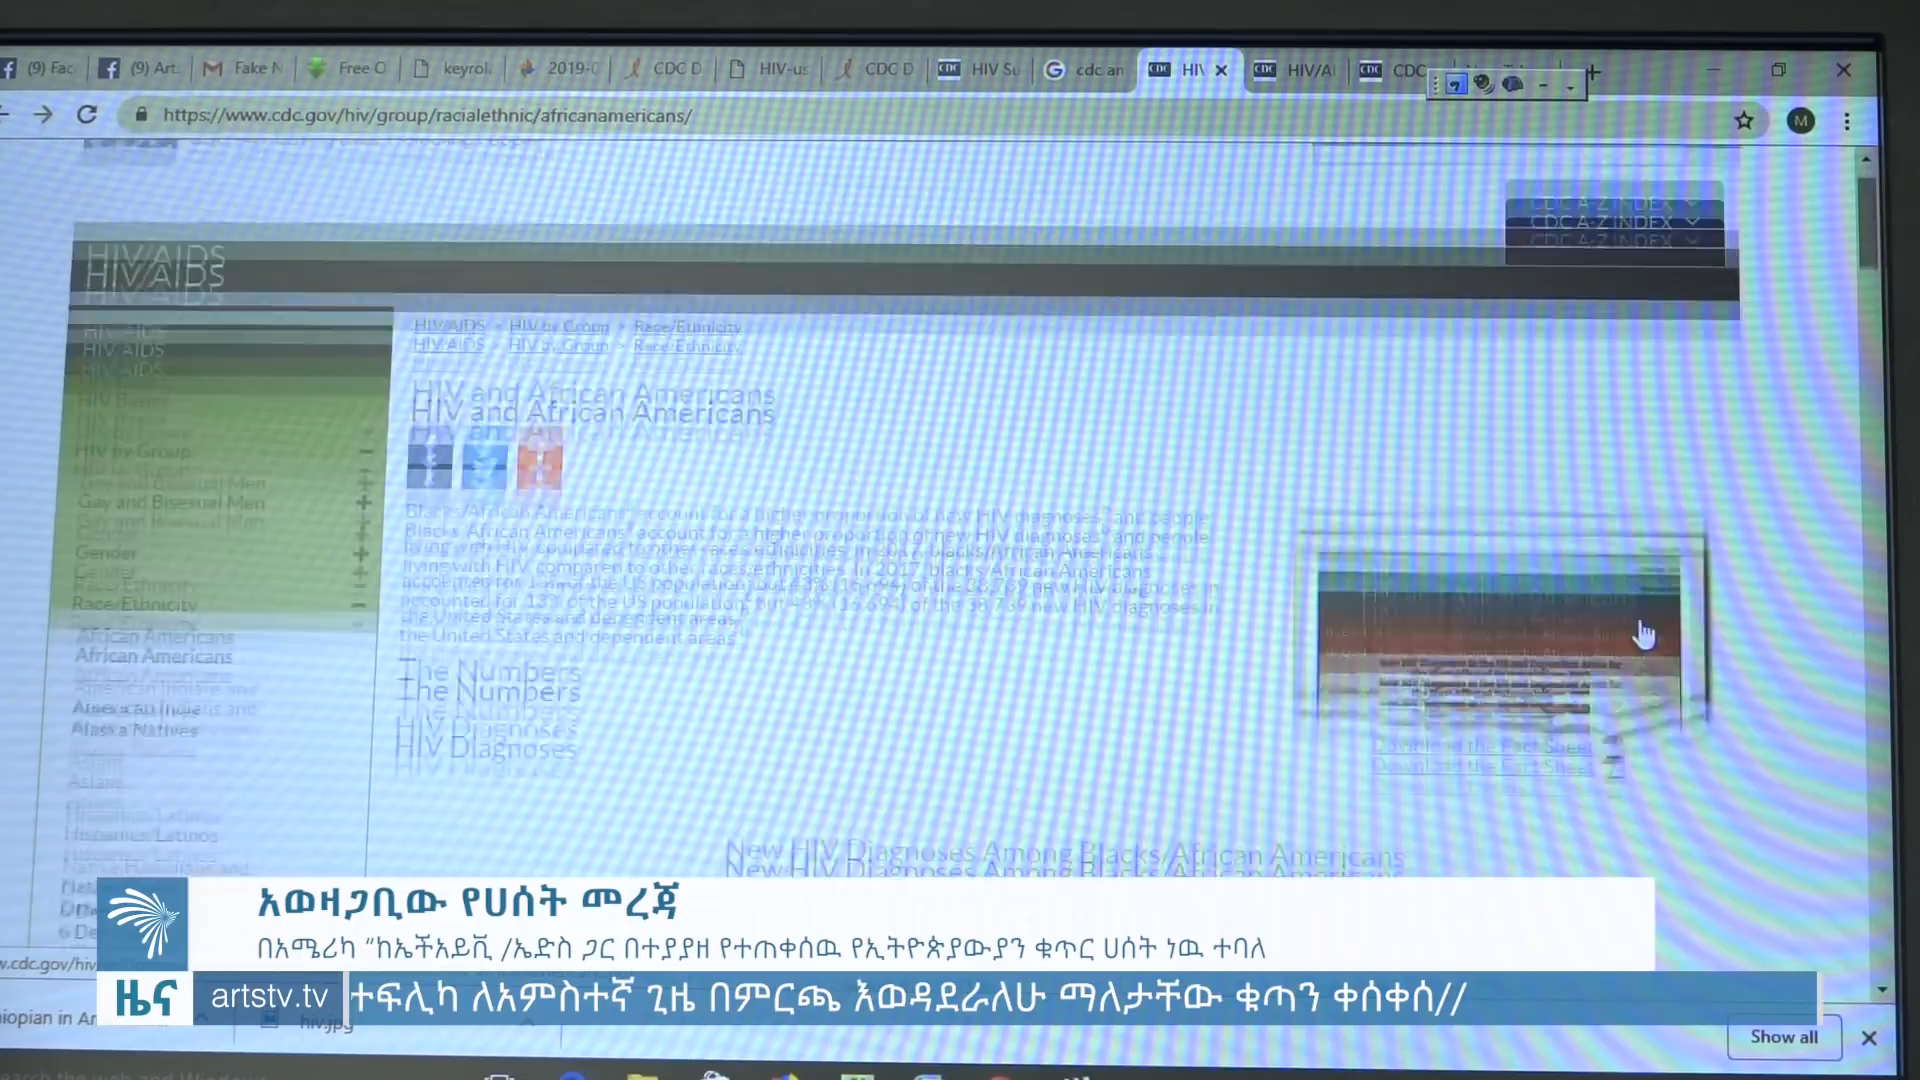 (9) Fac
(9) Art
Fake N
Free O
keyrol
2019-0
CDC D
HIV-us
CDC D
HIV Su
cdc an
HIV
HIV/AI
CDC
https://www.cdc.gov/hiv/group/racialethnic/africanamericans/
M
CDC A-Z INDEX
HIV/AIDS
HIV/AIDS
HIV by Group
Gay and Bisexual Men
Gender
Race/Ethnicity
African Americans
American Indians and
Alaska Natives
Asians
Hispanics/Latinos
HIV/AIDS > HIV by Group > Race/Ethnicity
HIV and African Americans
Blacks/African Americans account for a higher proportion of new HIV diagnoses and people
living with HIV, compared to other races/ethnicities. In 2017, blacks/African Americans
accounted for 13% of the US population but 43% (16,694) of the 38,739 new HIV diagnoses in
the United States and dependent areas.
The Numbers
HIV Diagnoses
Download the Fact Sheet
New HIV Diagnoses Among Blacks/African Americans
አወዛጋቢው የሀሰት መረጃ
በአሜሪካ “ከኤችአይቪ /ኤድስ ጋር በተያያዘ የተጠቀሰዉ የኢትዮጵያውያን ቁጥር ሀሰት ነዉ ተባለ
w.cdc.gov/hiv
ዜና
artstv.tv
ተፍሊካ ለአምስተኛ ጊዜ በምርጫ እወዳደራለሁ ማለታቸው ቁጣን ቀሰቀሰ//
iopian in Am
hiv.jpg
Show all